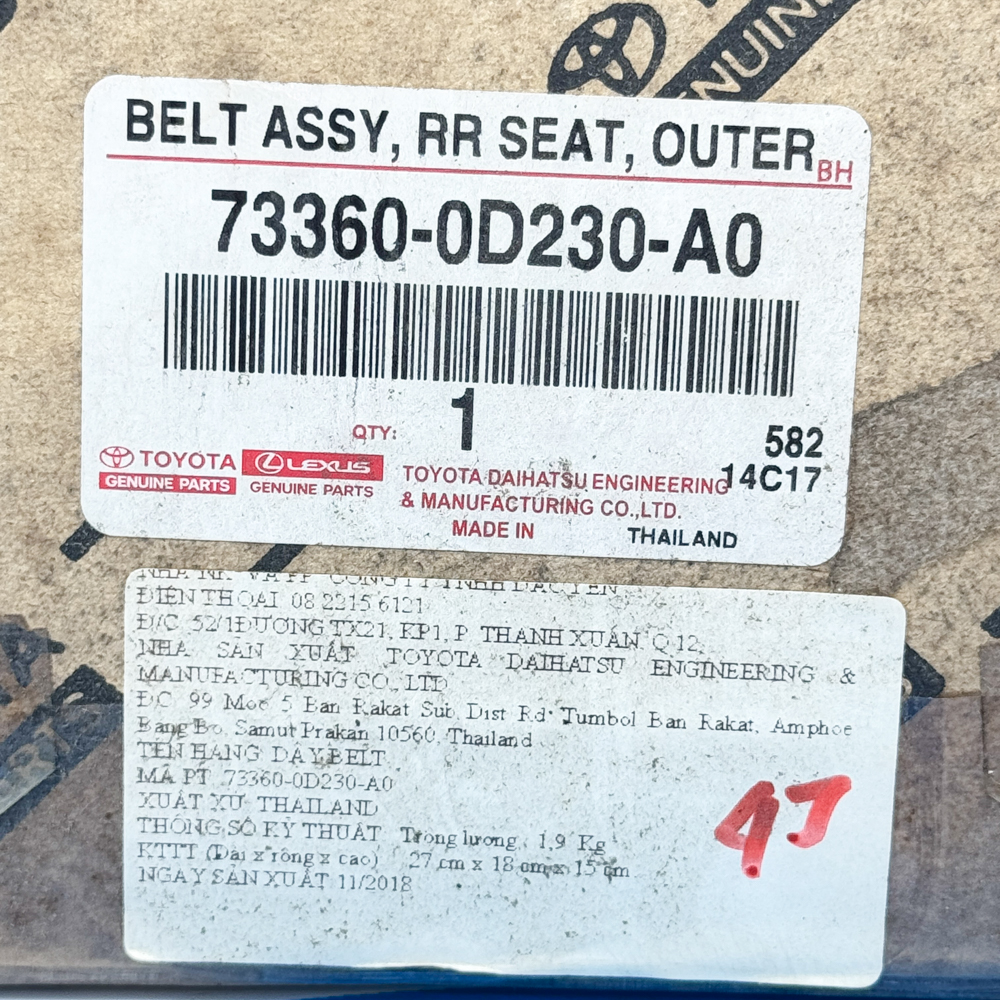 GENUINE
BELT ASSY, RR SEAT, OUTER BH
73360-0D230-A0
QTY: 1
582
14C17
TOYOTA
GENUINE PARTS
LEXUS
GENUINE PARTS
TOYOTA DAIHATSU ENGINEERING
& MANUFACTURING CO.,LTD.
MADE IN THAILAND
ĐIỆN THOẠI 08 2215 6121
Đ/C 52/1ĐƯỜNG TX21, KP1, P THẠNH XUÂN Q 12,
NHÀ SẢN XUẤT TOYOTA DAIHATSU ENGINEERING &
MANUFACTURING CO., LTD
ĐC 99 Moo 5 Ban Rakat Sub. Dist Rd. Tumbol Ban Rakat, Amphoe
Bang Bo, Samut Prakan 10560, Thailand
TÊN HÀNG DÂY BELT
MÃ PT 73360-0D230-A0
XUẤT XỨ THAILAND
THÔNG SỐ KỸ THUẬT Trọng lượng : 1,9 Kg
KTTT (Dài x rộng x cao) 27 cm x 18 cm x 15 cm
NGÀY SẢN XUẤT 11/2018